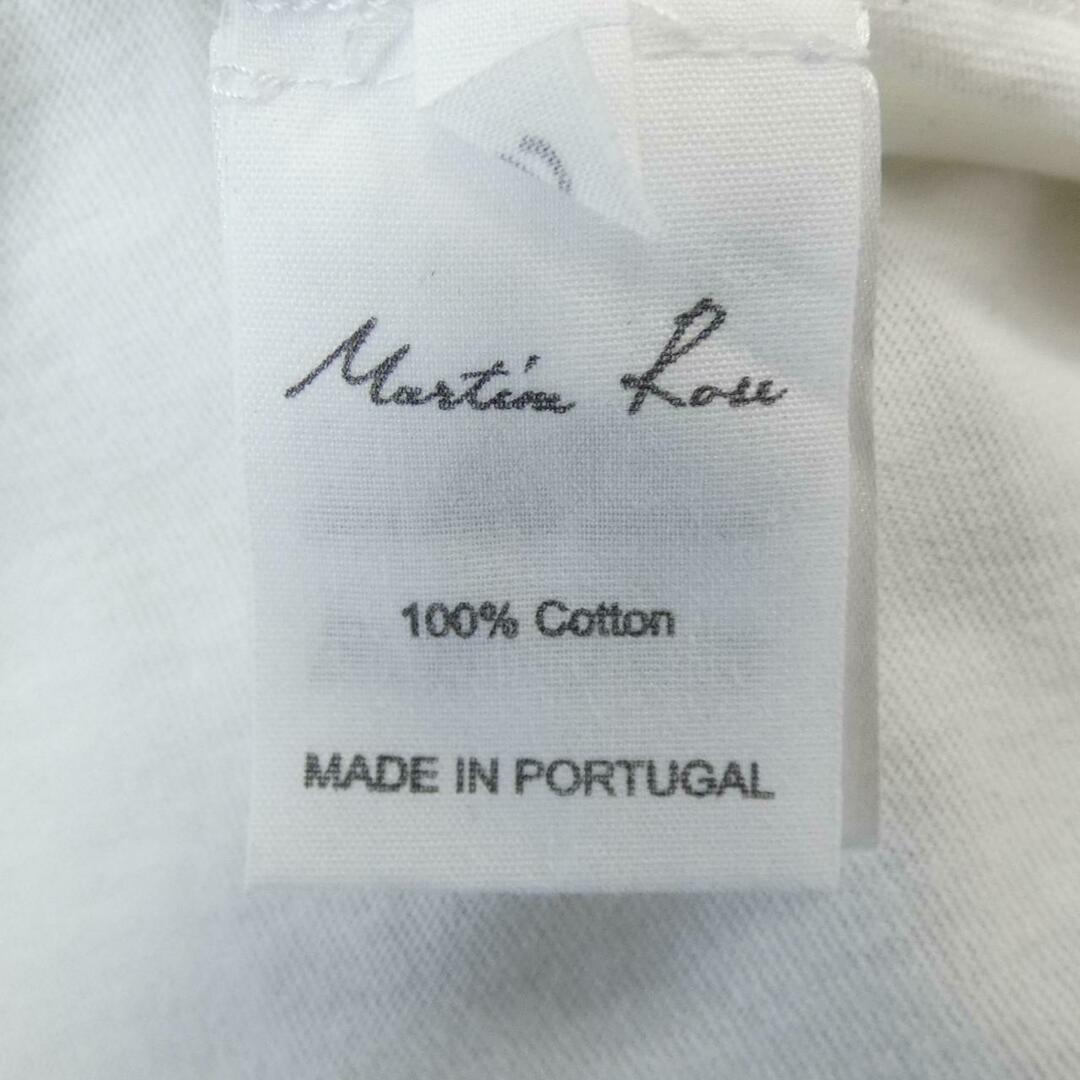 Martine Rose
100% Cotton
MADE IN PORTUGAL